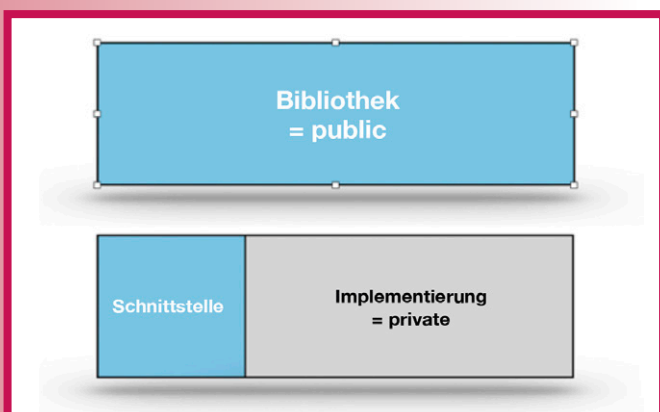 Bibliothek
= public
Schnittstelle
Implementierung
= private